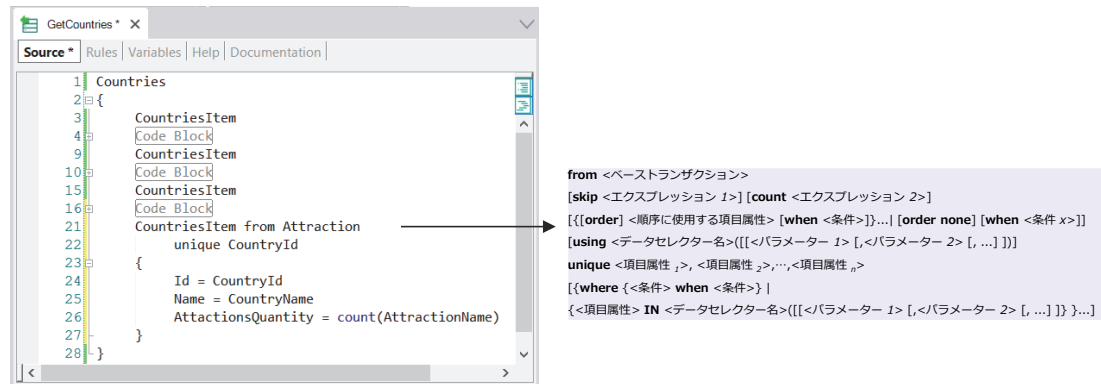 GetCountries *
Source * Rules Variables Help Documentation
1 Countries
2 {
3 CountriesItem
4 Code Block
9 CountriesItem
10 Code Block
15 CountriesItem
16 Code Block
21 CountriesItem from Attraction
22 unique CountryId
23 {
24 Id = CountryId
25 Name = CountryName
26 AttactionsQuantity = count(AttractionName)
27 }
28 }
from <ベーストランザクション>
[skip <エクスプレッション 1>] [count <エクスプレッション 2>]
[{[order] <順序に使用する項目属性> [when <条件>]}...| [order none] [when <条件 x>]]
[using <データセレクター名>([[<パラメーター 1> [,<パラメーター 2> [, ...] ])]
unique <項目属性 1>, <項目属性 2>,…,<項目属性 n>
[{where {<条件> when <条件>} |
{<項目属性> IN <データセレクター名>([[<パラメーター 1> [,<パラメーター 2> [, ...] ]} }...]